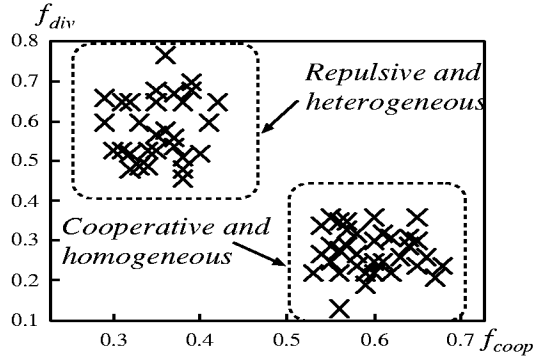 f_div
0.8
0.7
0.6
0.5
0.4
0.3
0.2
0.1
Repulsive and
heterogeneous
Cooperative and
homogeneous
0.3
0.4
0.5
0.6
0.7
f_coop